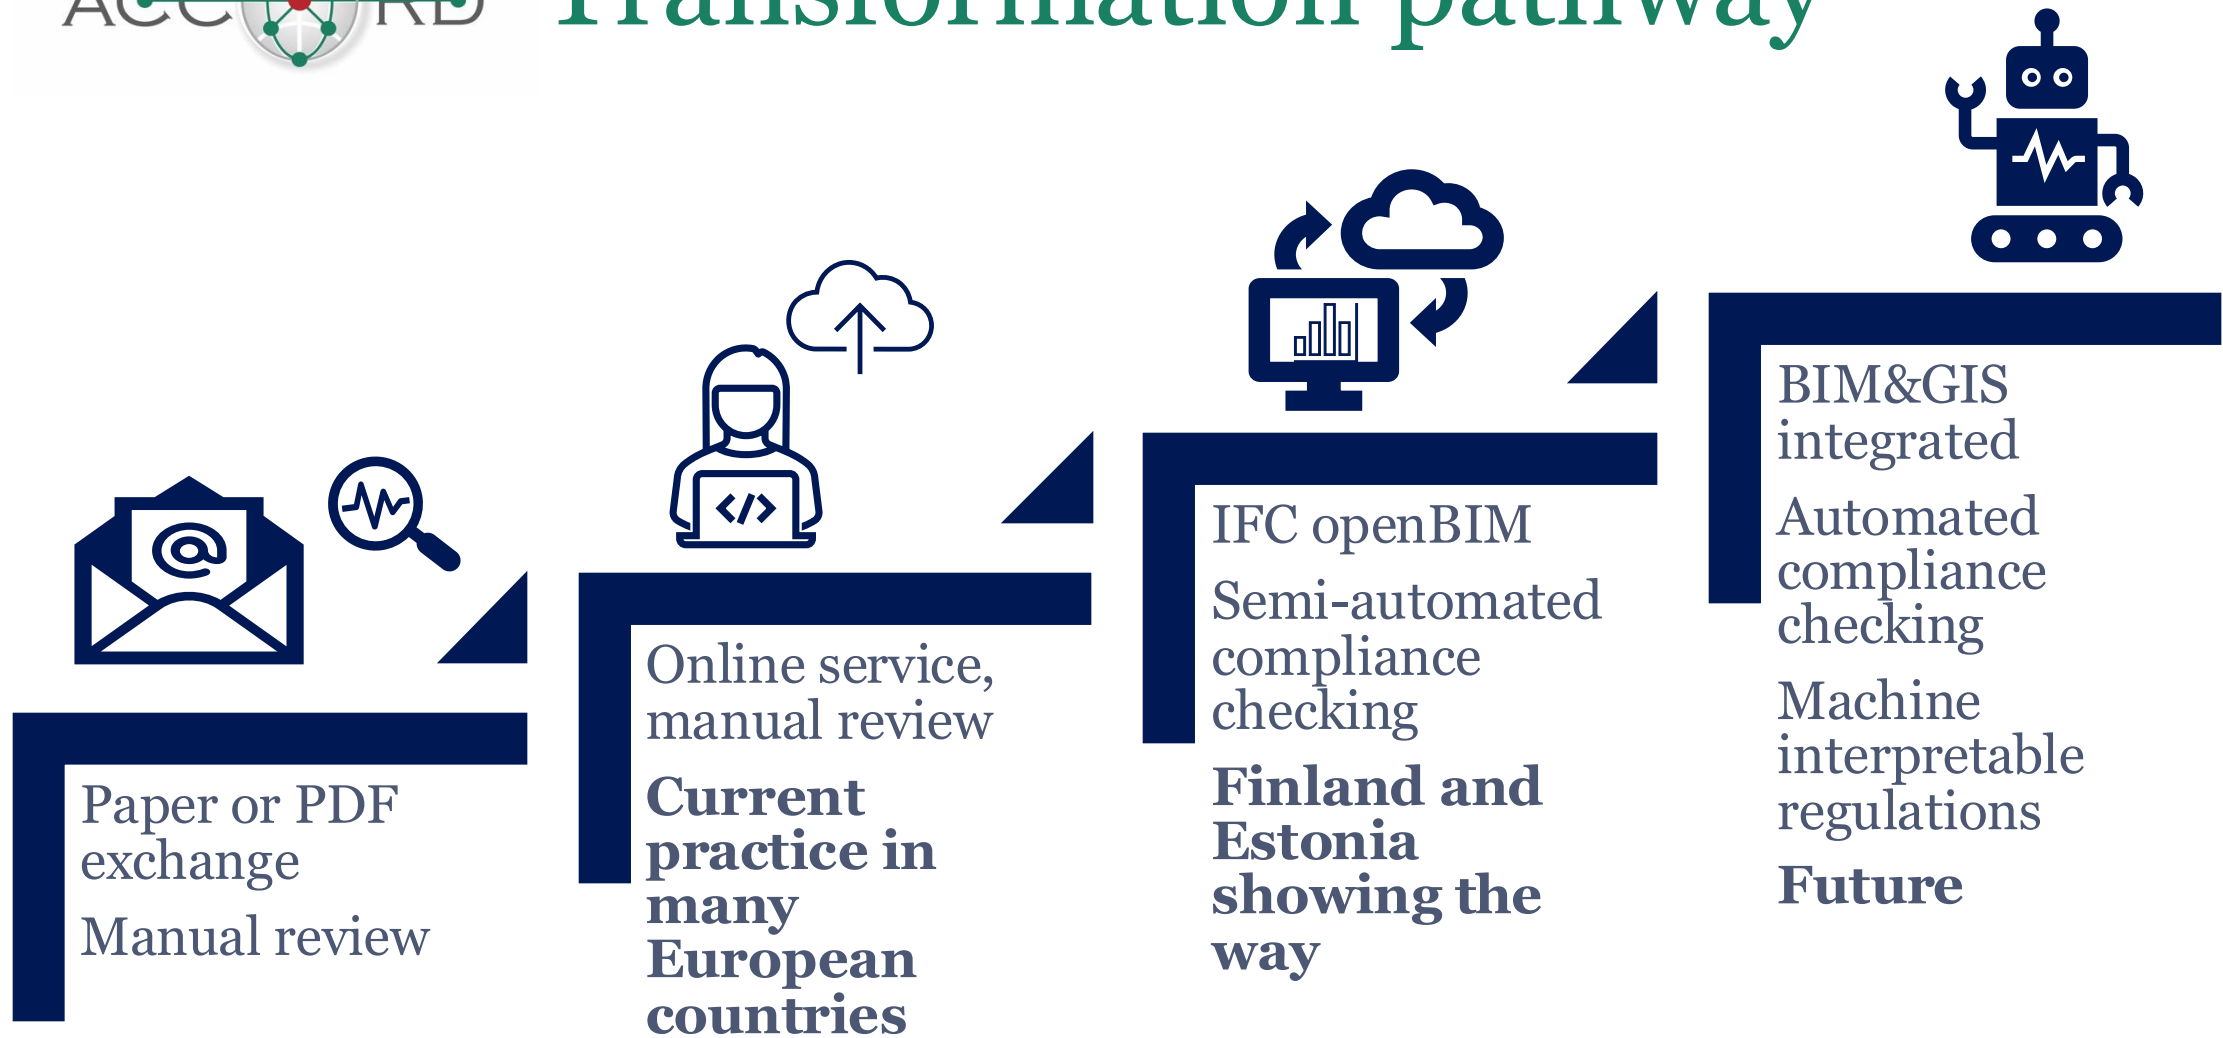 ACCORD
Transformation pathway
Paper or PDF
exchange
Manual review
Online service,
manual review
Current
practice in
many
European
countries
IFC openBIM
Semi-automated
compliance
checking
Finland and
Estonia
showing the
way
BIM&GIS
integrated
Automated
compliance
checking
Machine
interpretable
regulations
Future